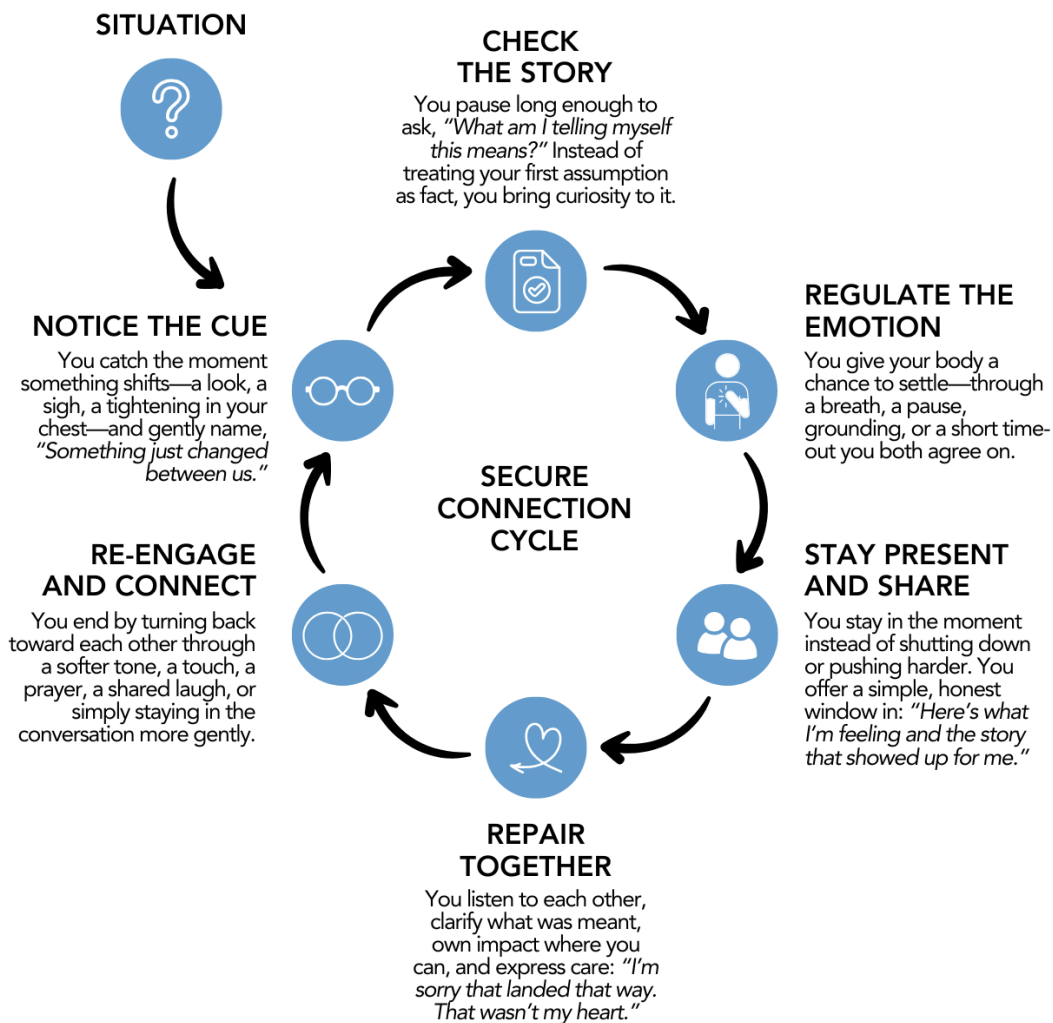 SITUATION
NOTICE THE CUE
You catch the moment
something shifts—a look, a
sigh, a tightening in your
chest—and gently name,
“Something just changed
between us.”
CHECK
THE STORY
You pause long enough to
ask, “What am I telling myself
this means?” Instead of
treating your first assumption
as fact, you bring curiosity to it.
REGULATE THE
EMOTION
You give your body a
chance to settle—through
a breath, a pause,
grounding, or a short time-
out you both agree on.
STAY PRESENT
AND SHARE
You stay in the moment
instead of shutting down
or pushing harder. You
offer a simple, honest
window in: “Here’s what
I’m feeling and the story
that showed up for me.”
REPAIR
TOGETHER
You listen to each other,
clarify what was meant,
own impact where you
can, and express care: “I’m
sorry that landed that way.
That wasn’t my heart.”
RE-ENGAGE
AND CONNECT
You end by turning back
toward each other through
a softer tone, a touch, a
prayer, a shared laugh, or
simply staying in the
conversation more gently.
SECURE
CONNECTION
CYCLE